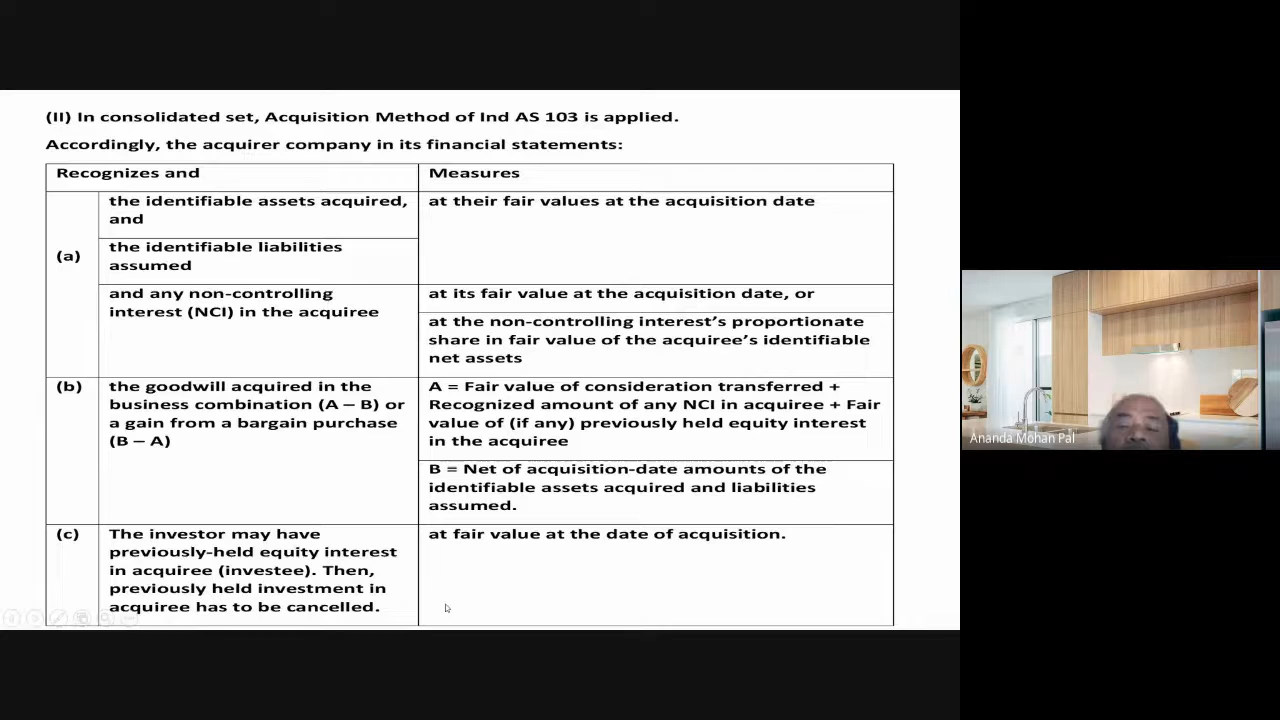 (II) In consolidated set, Acquisition Method of Ind AS 103 is applied.
Accordingly, the acquirer company in its financial statements:
Recognizes and
Measures
(a)
the identifiable assets acquired,
and
at their fair values at the acquisition date
the identifiable liabilities
assumed
and any non-controlling
interest (NCI) in the acquiree
at its fair value at the acquisition date, or
at the non-controlling interest's proportionate
share in fair value of the acquiree's identifiable
net assets
(b)
the goodwill acquired in the
business combination (A – B) or
a gain from a bargain purchase
(B – A)
A = Fair value of consideration transferred +
Recognized amount of any NCI in acquiree + Fair
value of (if any) previously held equity interest
in the acquiree
B = Net of acquisition-date amounts of the
identifiable assets acquired and liabilities
assumed.
(c)
The investor may have
previously-held equity interest
in acquiree (investee). Then,
previously held investment in
acquiree has to be cancelled.
at fair value at the date of acquisition.
Ananda Mohan Pal